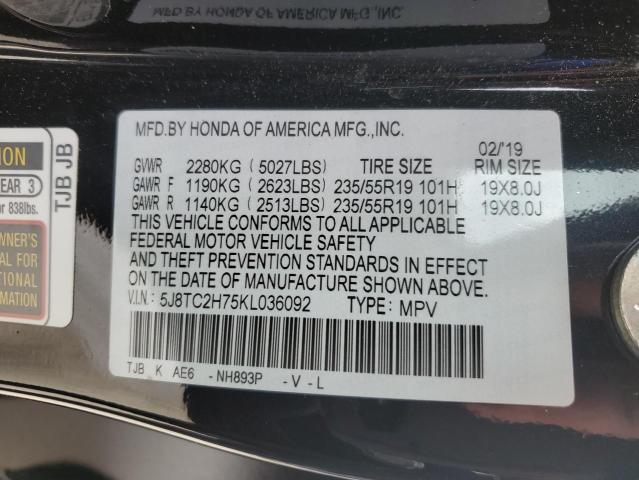 MFD.BY HONDA OF AMERICA MFG.,INC.
MFD.BY HONDA OF AMERICA MFG.,INC.
02/'19
GVWR 2280KG (5027LBS) TIRE SIZE RIM SIZE
GAWR F 1190KG (2623LBS) 235/55R19 101H 19X8.0J
GAWR R 1140KG (2513LBS) 235/55R19 101H 19X8.0J
THIS VEHICLE CONFORMS TO ALL APPLICABLE
FEDERAL MOTOR VEHICLE SAFETY
AND THEFT PREVENTION STANDARDS IN EFFECT
ON THE DATE OF MANUFACTURE SHOWN ABOVE.
V.I.N.: 5J8TC2H75KL036092 TYPE: MPV
TJB K AE6 -NH893P -V-L
TJB JB
ION
EAR 3
r 838lbs.
WNER'S
AL FOR
TIONAL
RMATION